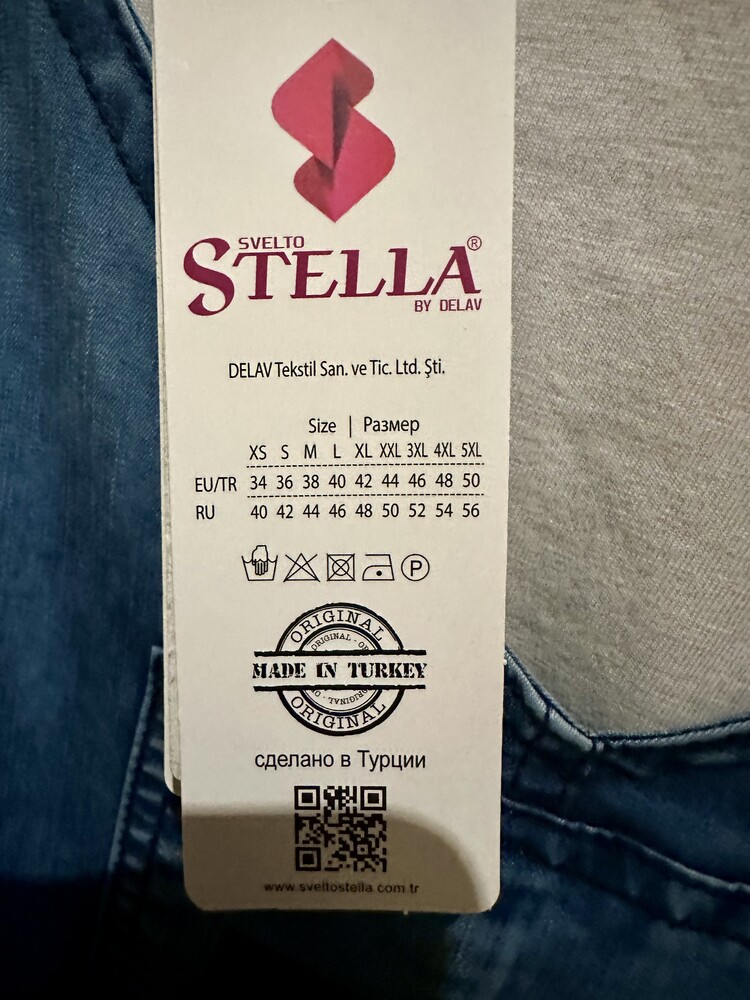 SVELTO
STELLA®
BY DELAV
DELAV Tekstil San. ve Tic. Ltd. Şti.
Size | Размер
XS S M L XL XXL 3XL 4XL 5XL
EU/TR 34 36 38 40 42 44 46 48 50
RU 40 42 44 46 48 50 52 54 56
P
ORIGINAL
ORIGINAL
MADE IN TURKEY
ORIGINAL
ORIGINAL
сделано в Турции
www.sveltostella.com.tr